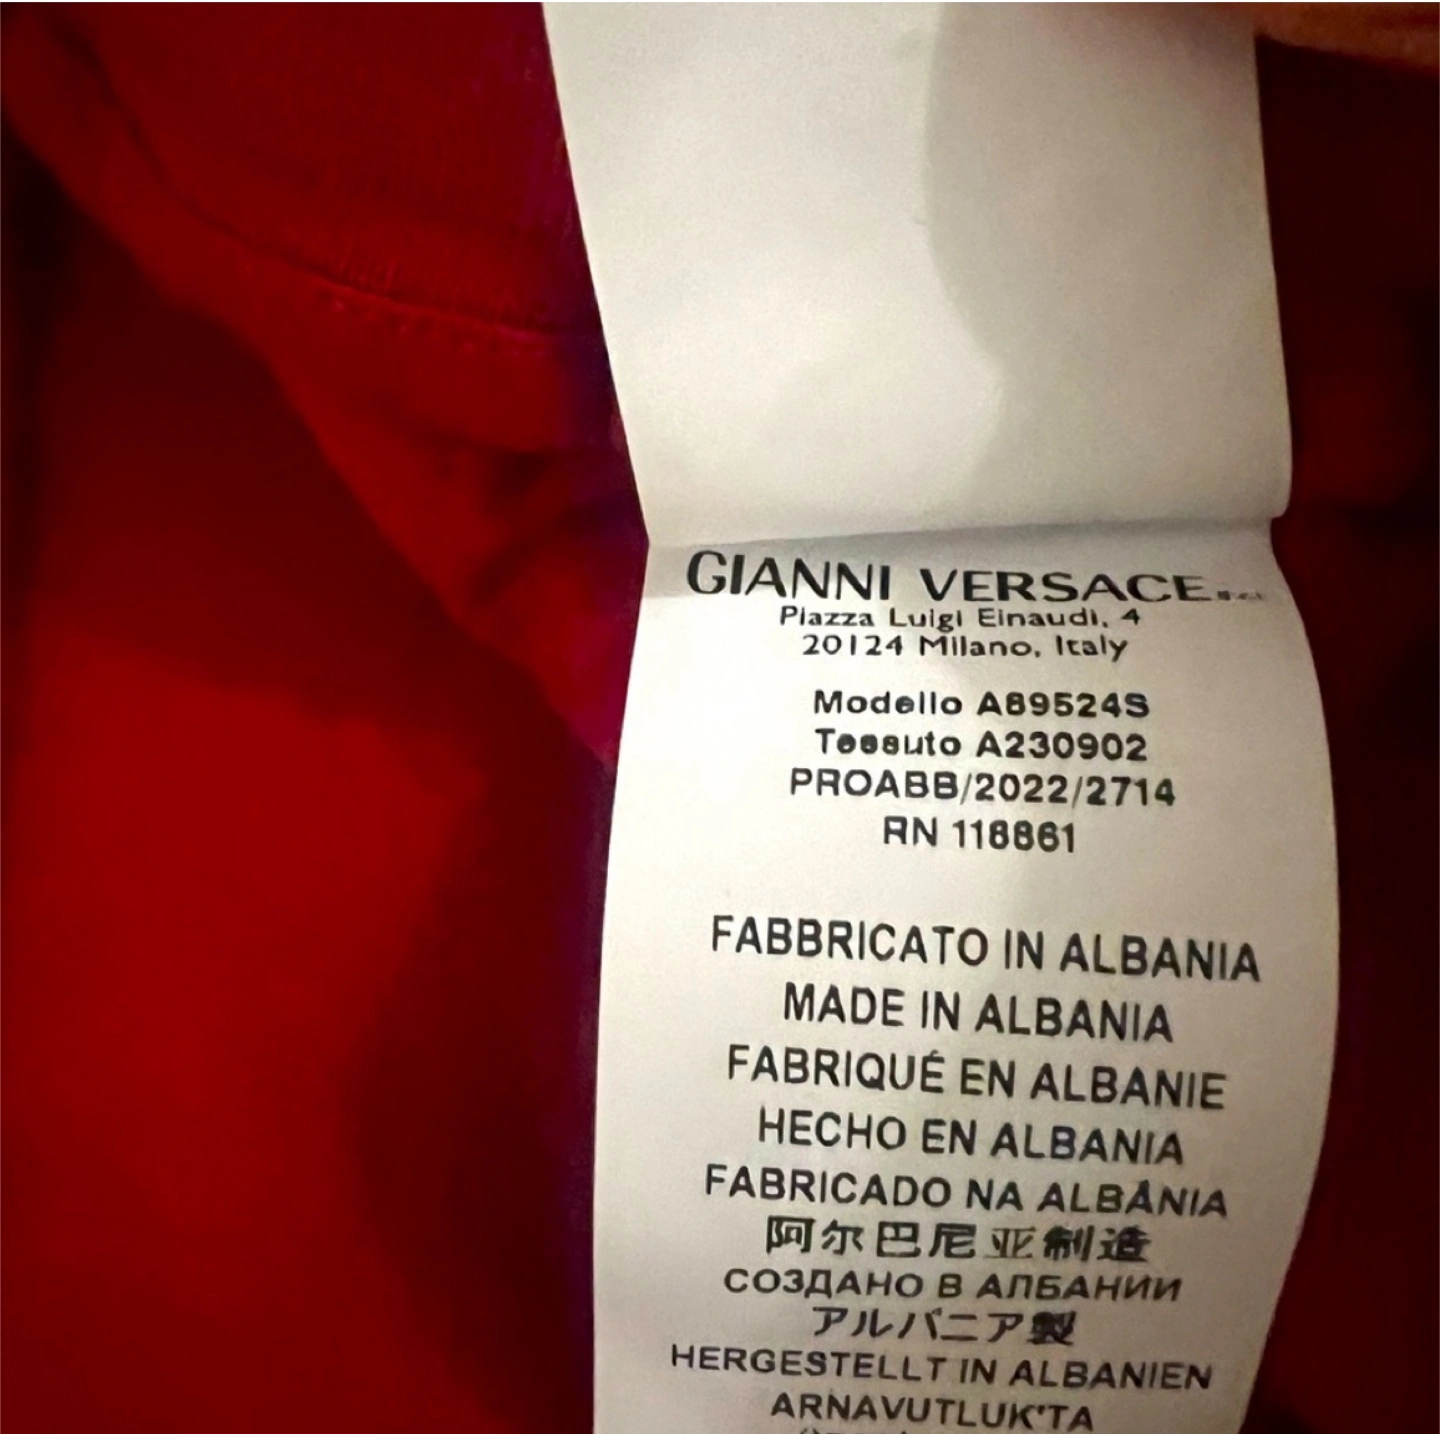 GIANNI VERSACE
Piazza Luigi Einaudi, 4
20124 Milano, Italy
Modello A89524S
Tessuto A230902
PROABB/2022/2714
RN 118861
FABBRICATO IN ALBANIA
MADE IN ALBANIA
FABRIQUÉ EN ALBANIE
HECHO EN ALBANIA
FABRICADO NA ALBÂNIA
阿尔巴尼亚制造
СОЗДАНО В АЛБАНИИ
アルバニア製
HERGESTELLT IN ALBANIEN
ARNAVUTLUK'TA